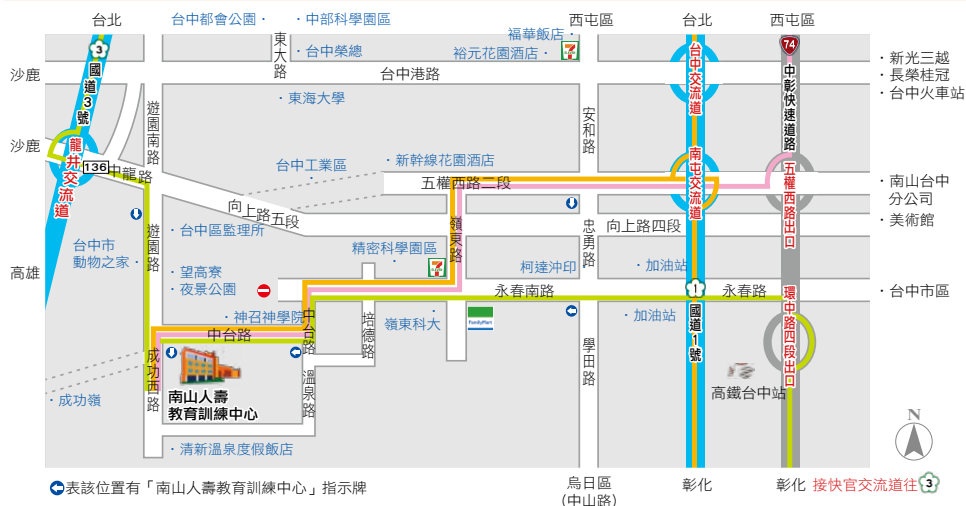 台北
台中都會公園・
・中部科學園區
西屯區
台北
西屯區
福華飯店・
裕元花園酒店・
・台中榮總
東大路
3
國道3號
沙鹿
台中港路
台中交流道
74
中彰快速道路
・新光三越
・長榮桂冠
・台中火車站
・東海大學
遊園南路
安和路
沙鹿
龍井交流道
136
中龍路
台中工業區
・
・新幹線花園酒店
五權西路二段
南屯交流道
五權西路出口
・南山台中
分公司
・美術館
向上路五段
向上路四段
嶺東路
忠勇路
遊園路
・台中區監理所
台中市
動物之家・
精密科學園區
・
7-ELEVEN
柯達沖印
・加油站
高雄
・望高寮
・夜景公園
永春南路
1
永春路
・台中市區
環中路四段出口
・神召神學院
中台路
中台路
培德路
・
嶺東科大
FamilyMart
・加油站
國道1號
學田路
成功西路
溫泉路
南山人壽
教育訓練中心
高鐵台中站
・成功嶺
・清新溫泉度假飯店
N
表該位置有「南山人壽教育訓練中心」指示牌
烏日區
(中山路)
彰化
彰化
接快官交流道往3